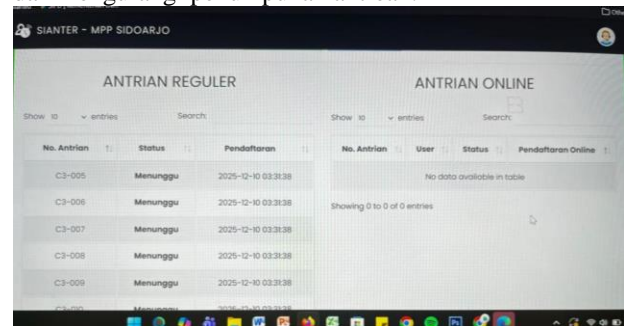 SIANTER - MPP SIDOARJO
ANTRIAN REGULER
Show 10 entries
Search:
No. Antrian Status Pendaftaran
C3-005 Menunggu 2025-12-10 03:31:38
C3-006 Menunggu 2025-12-10 03:31:38
C3-007 Menunggu 2025-12-10 03:31:38
C3-008 Menunggu 2025-12-10 03:31:38
C3-009 Menunggu 2025-12-10 03:31:38
ANTRIAN ONLINE
Show 10 entries
Search:
No. Antrian User Status Pendaftaran Online
No data available in table
Showing 0 to 0 of 0 entries